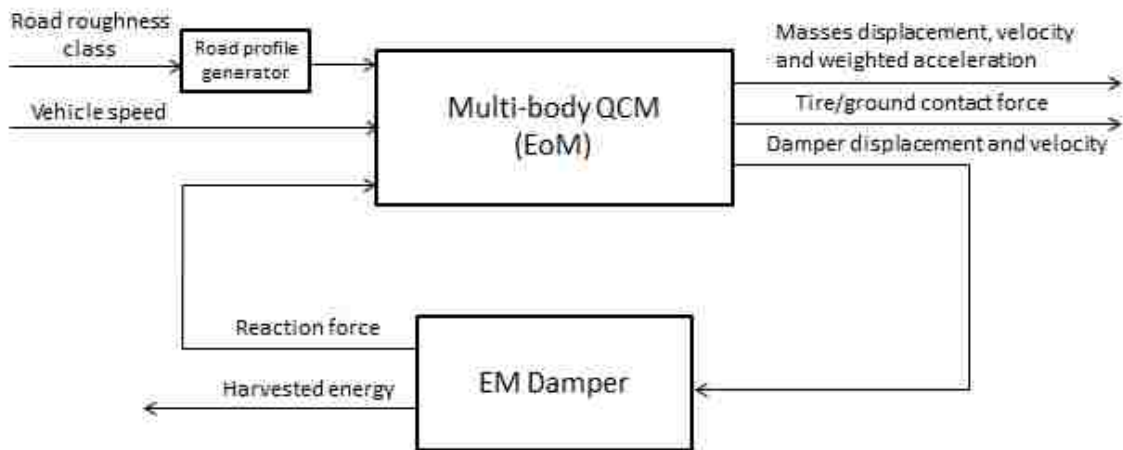 Road roughness
class
Road profile
generator
Vehicle speed
Multi-body QCM
(EoM)
Masses displacement, velocity
and weighted acceleration
Tire/ground contact force
Damper displacement and velocity
Reaction force
Harvested energy
EM Damper